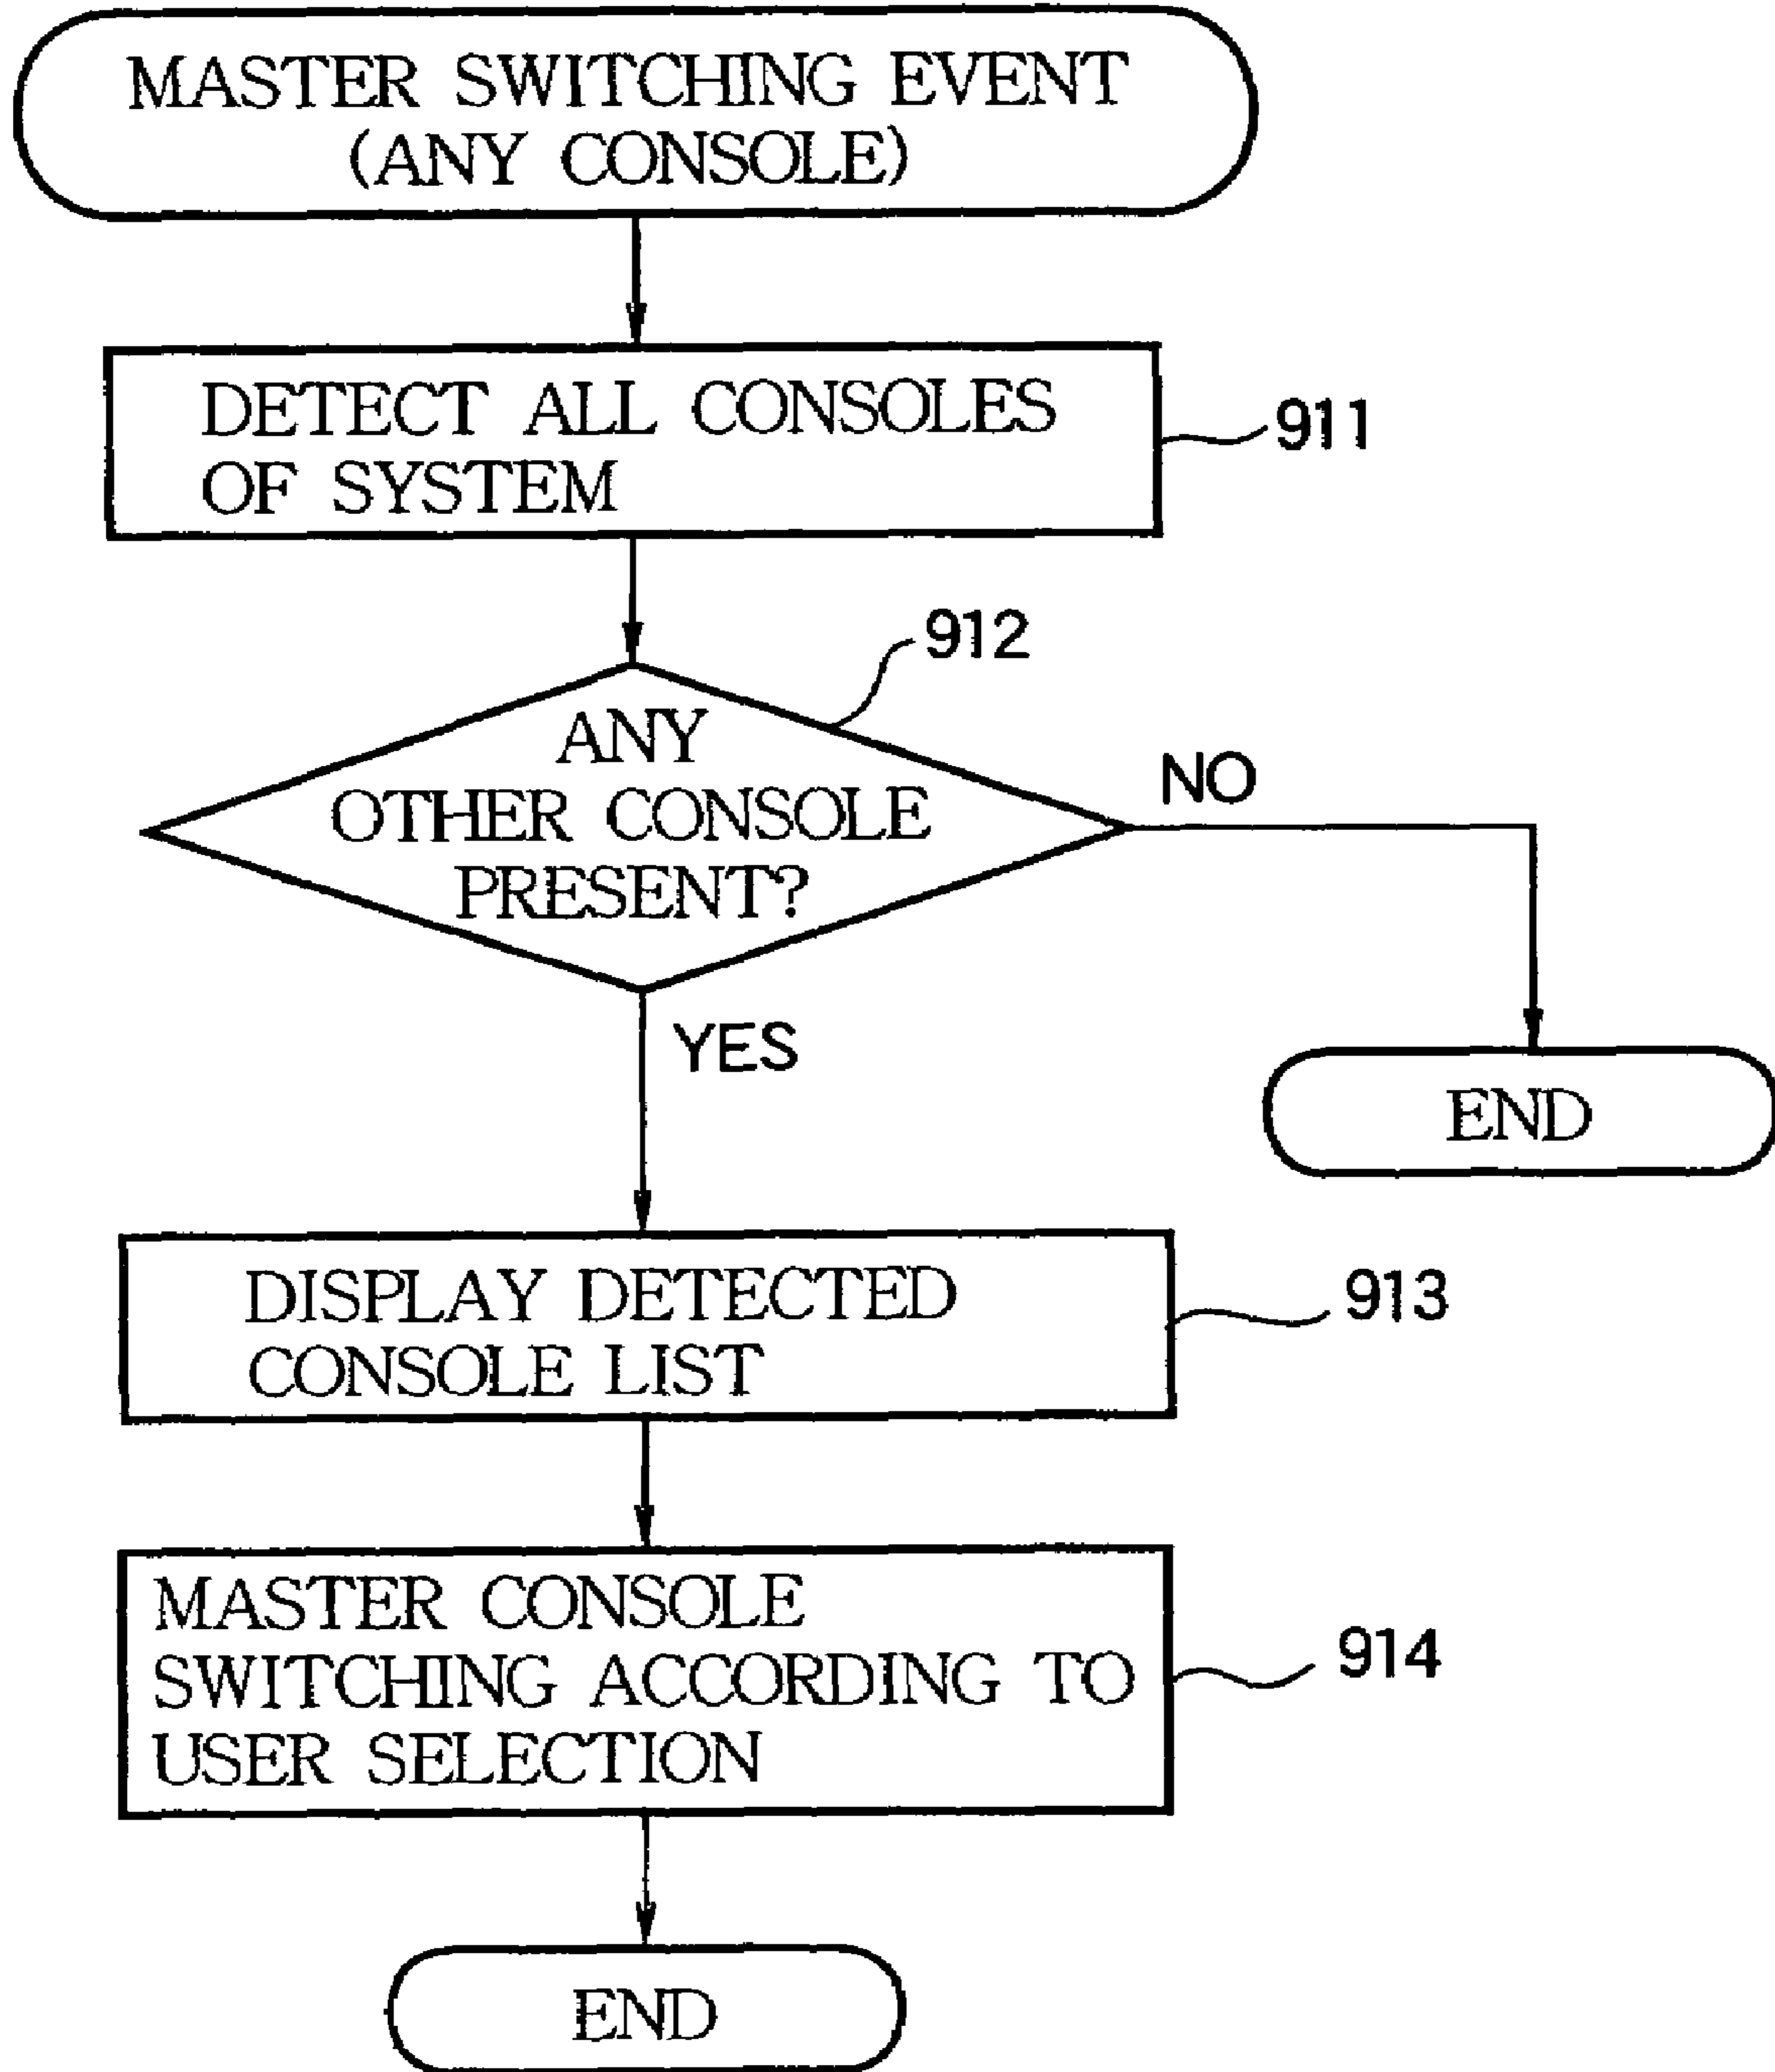 MASTER SWITCHING EVENT
(ANY CONSOLE)
DETECT ALL CONSOLES
OF SYSTEM
911
912
ANY
OTHER CONSOLE
PRESENT?
NO
YES
END
DISPLAY DETECTED
CONSOLE LIST
913
MASTER CONSOLE
SWITCHING ACCORDING TO
USER SELECTION
914
END